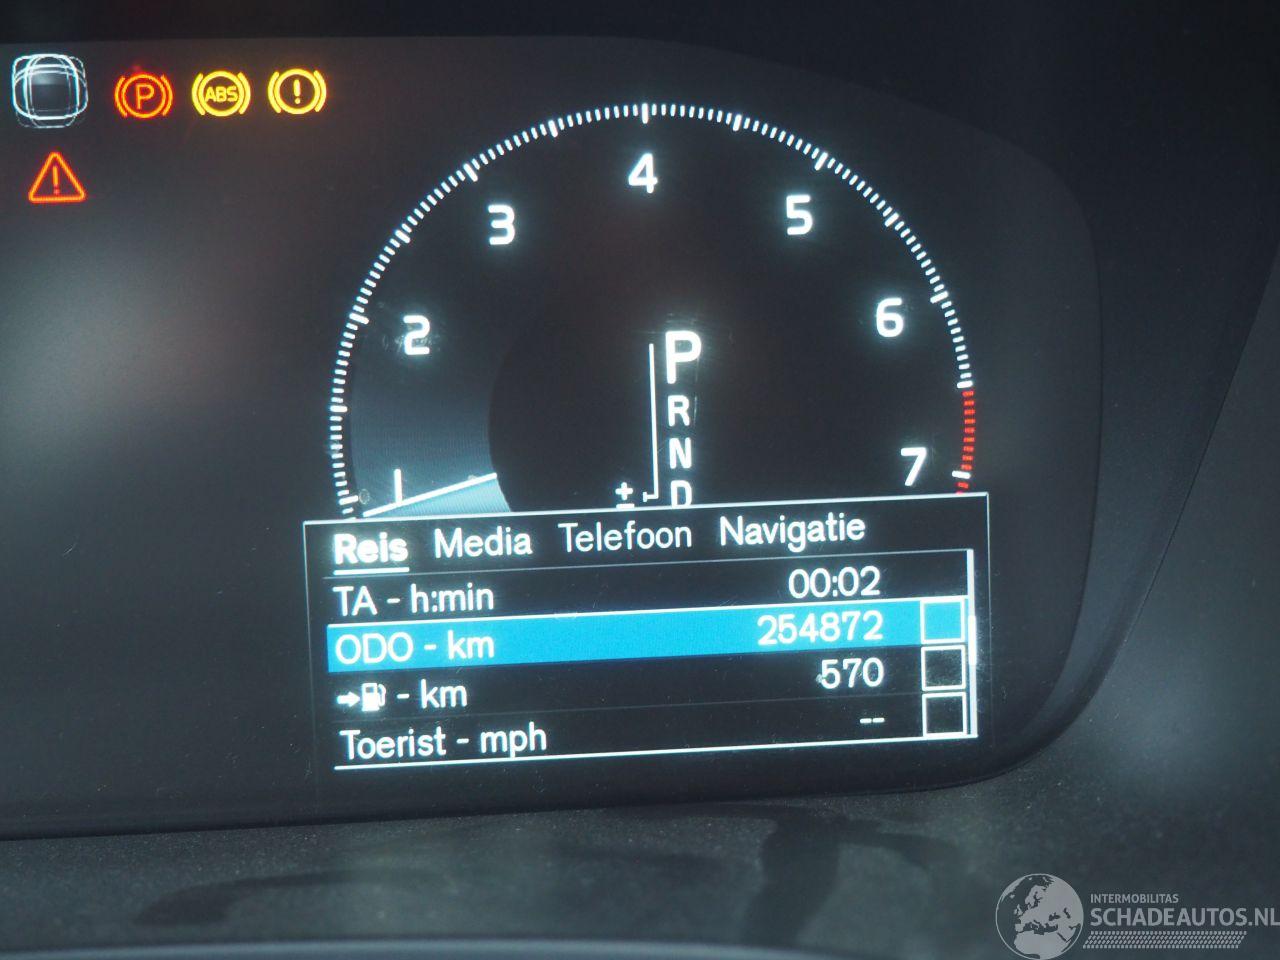 P ABS !
!
1 2 3 4 5 6 7
P
R
N
D
±
Reis Media Telefoon Navigatie
TA - h:min 00:02
ODO - km 254872
- km 570
Toerist - mph --
INTERMOBILITAS
SCHADEAUTOS.NL